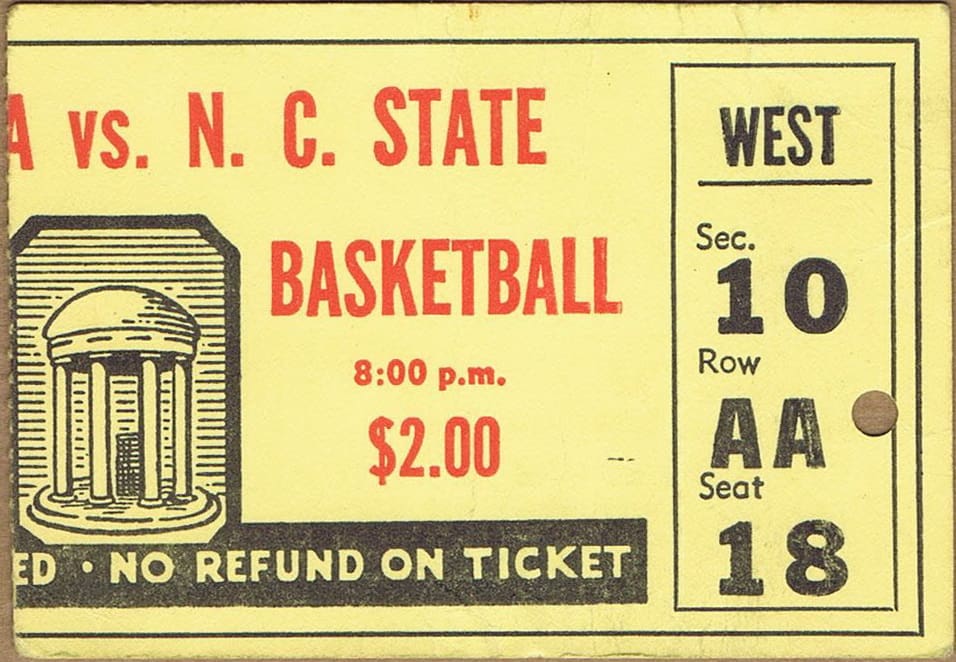 A VS. N. C. STATE
BASKETBALL
8:00 p.m.
$2.00
ED · NO REFUND ON TICKET
WEST
Sec.
10
Row
AA
Seat
18